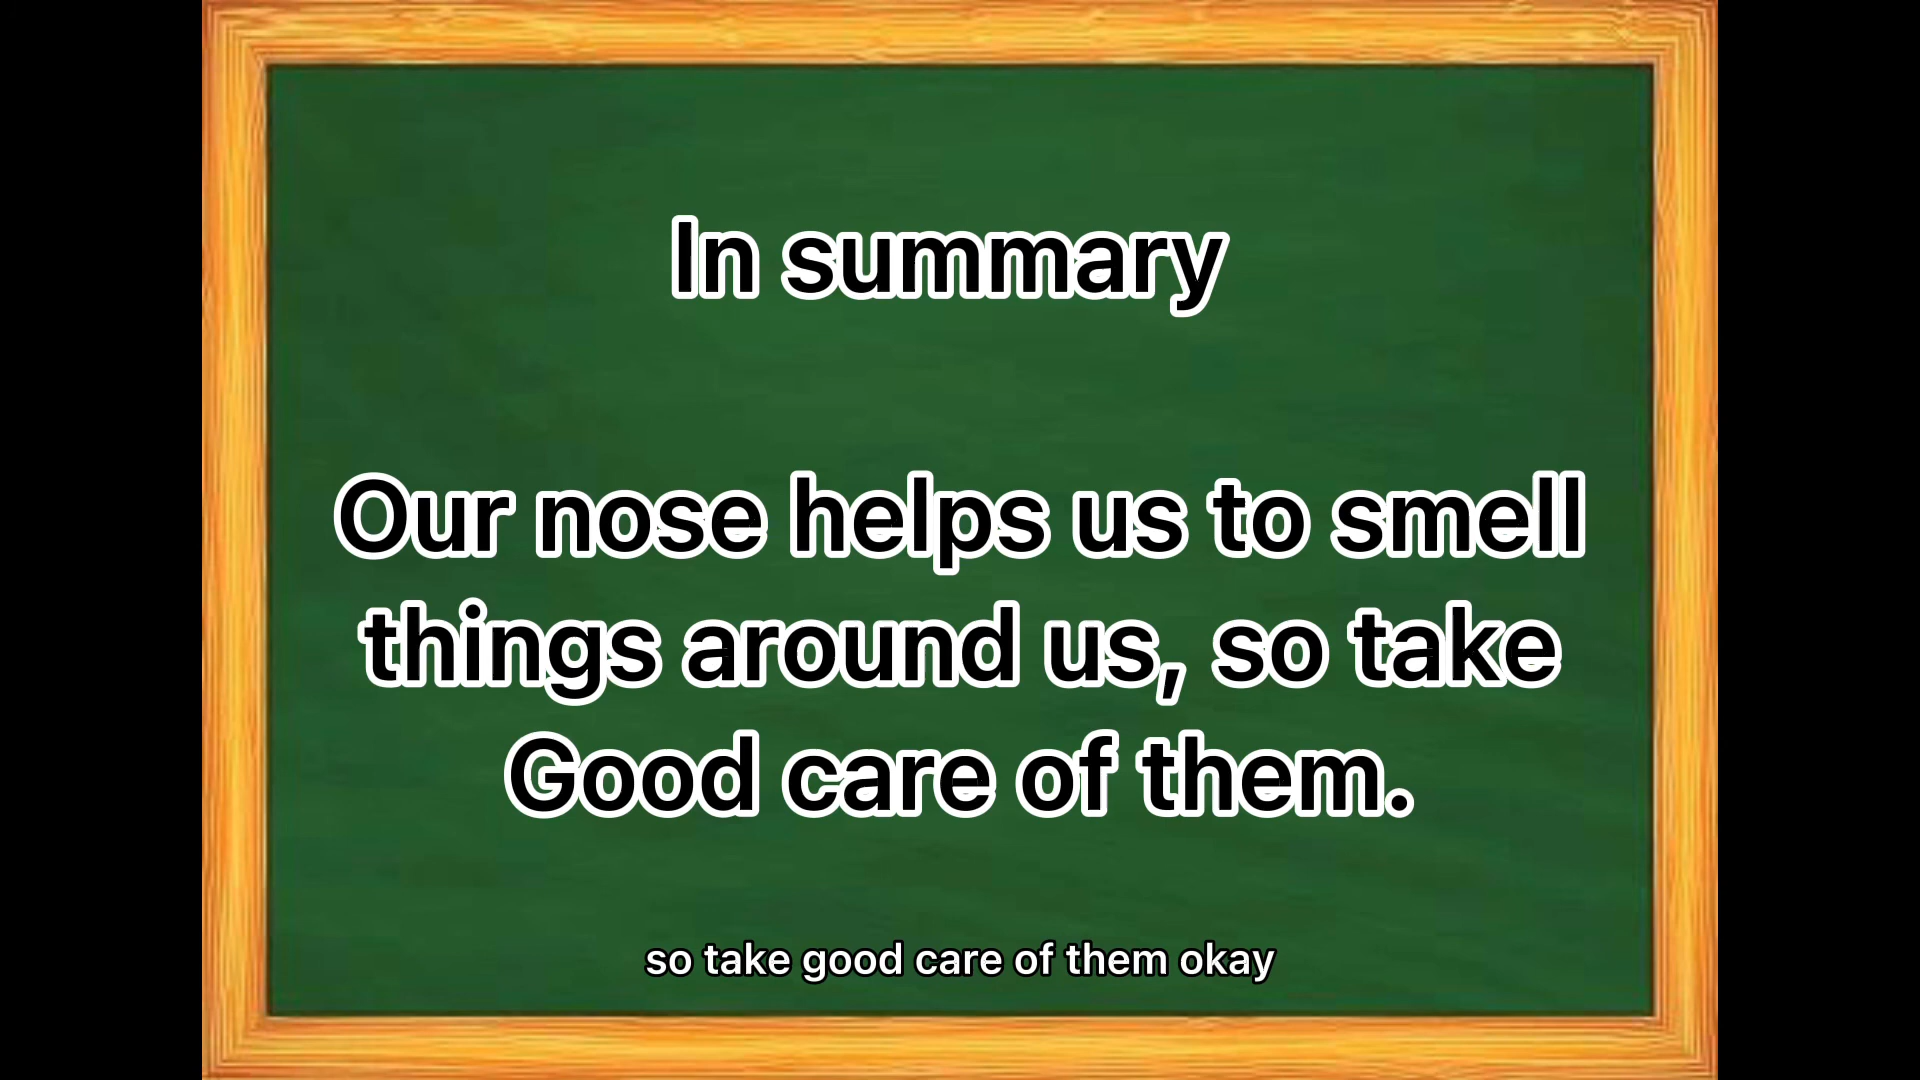 In summary
Our nose helps us to smell
things around us, so take
Good care of them.
so take good care of them okay